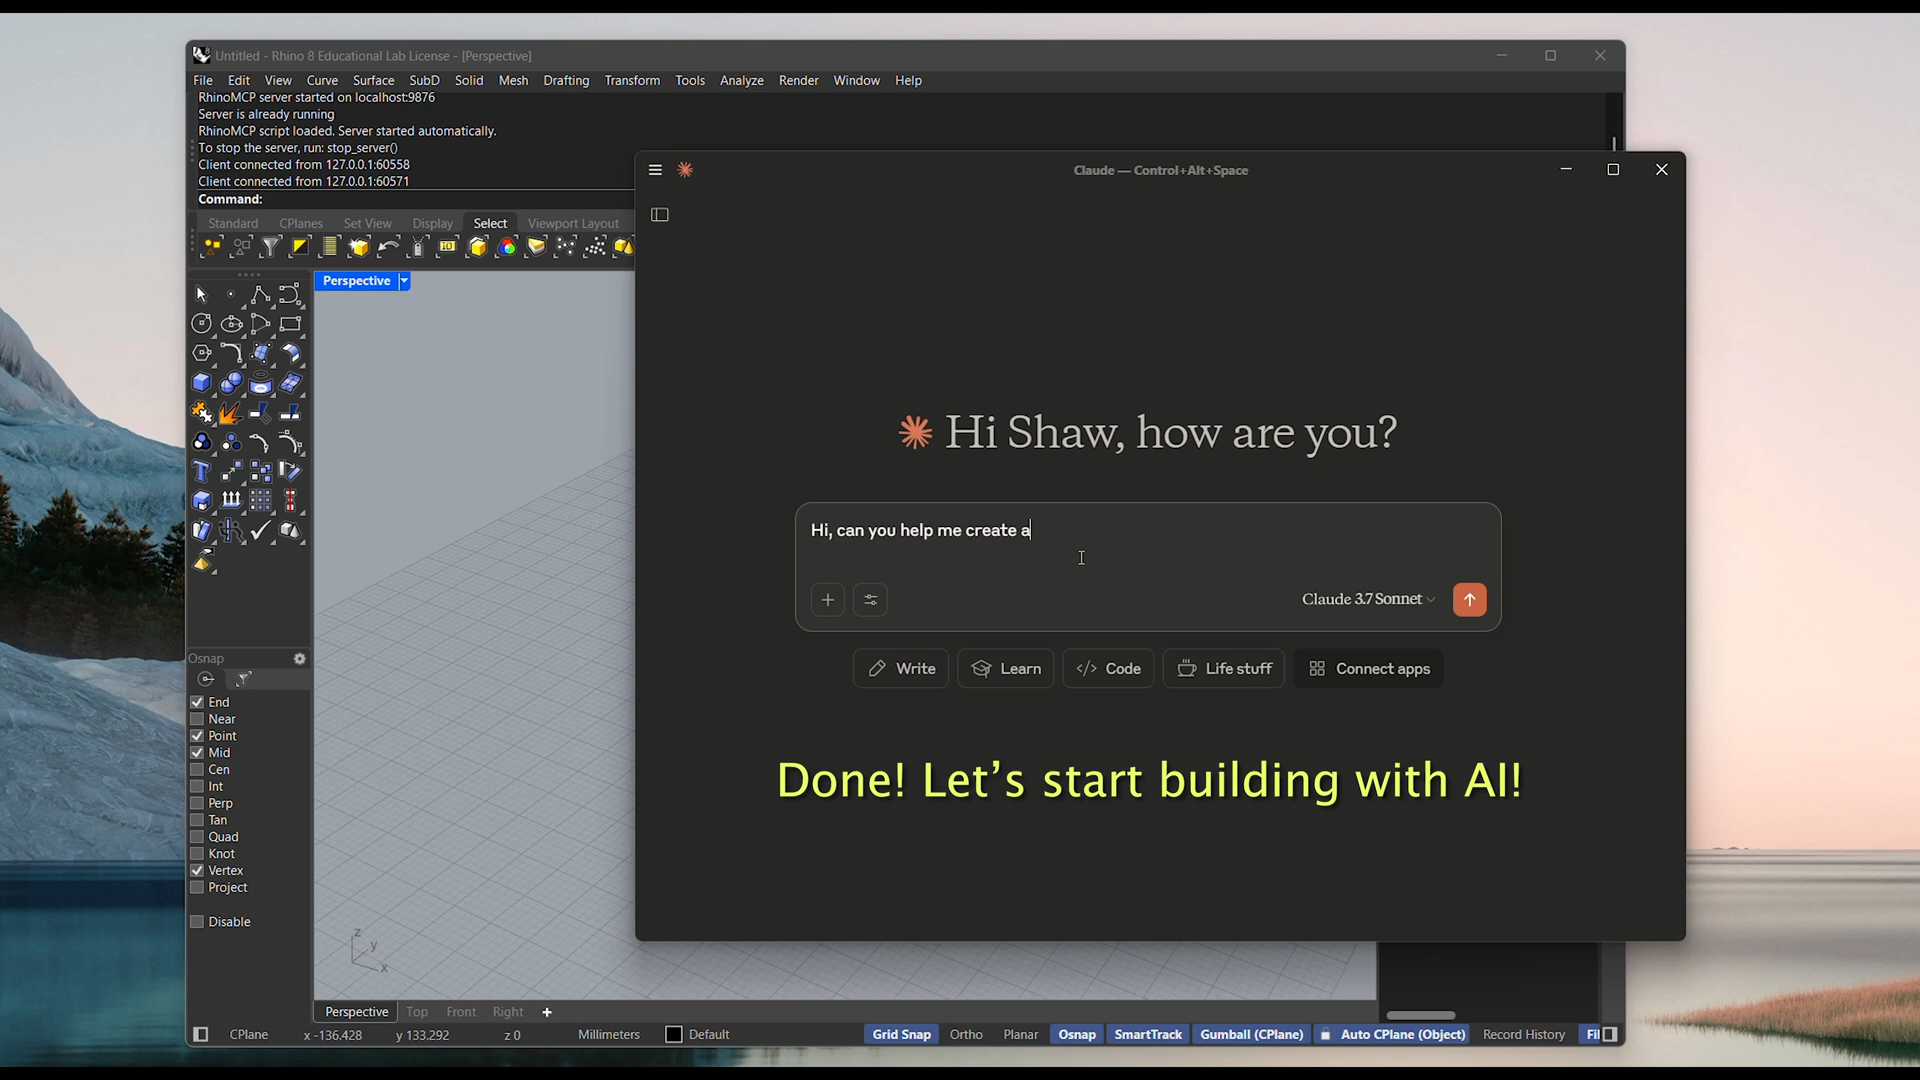 Untitled - Rhino 8 Educational Lab License - [Perspective]
File Edit View Curve Surface SubD Solid Mesh Drafting Transform Tools Analyze Render Window Help
RhinoMCP server started on localhost:9876
Server is already running
RhinoMCP script loaded. Server started automatically.
To stop the server, run: stop_server()
Client connected from 127.0.0.1:60558
Client connected from 127.0.0.1:60571
Command:
Standard CPlanes Set View Display Select Viewport Layout
Perspective
Claude — Control+Alt+Space
Hi Shaw, how are you?
Hi, can you help me create a
Claude 3.7 Sonnet
Write Learn Code Life stuff Connect apps
Done! Let's start building with AI!
Osnap
End
Near
Point
Mid
Cen
Int
Perp
Tan
Quad
Knot
Vertex
Project
Disable
z
y
x
Perspective Top Front Right
CPlane x -136.428 y 133.292 z 0 Millimeters Default Grid Snap Ortho Planar Osnap SmartTrack Gumball (CPlane) Auto CPlane (Object) Record History